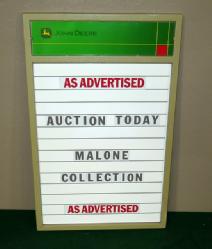 JOHN DEERE
AS ADVERTISED
AUCTION TODAY
MALONE
COLLECTION
AS ADVERTISED